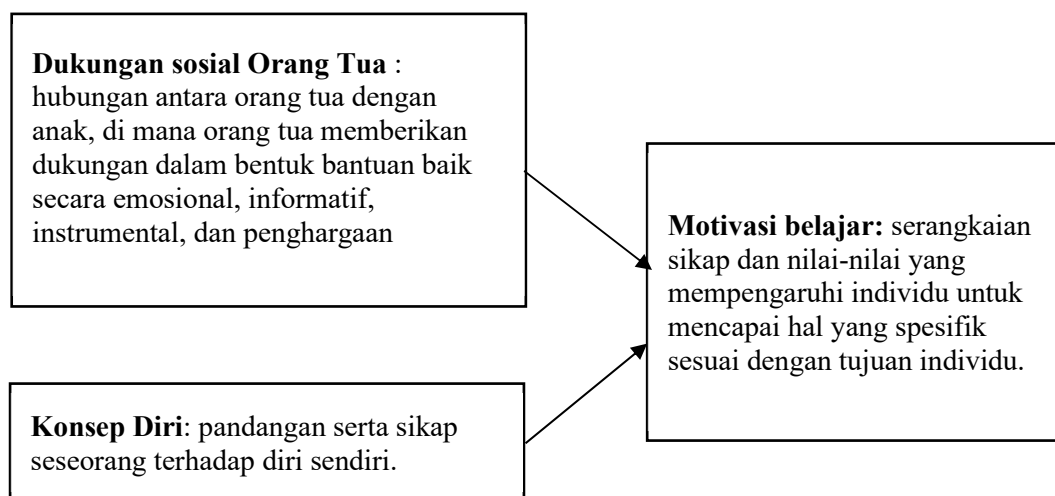 Dukungan sosial Orang Tua :
hubungan antara orang tua dengan
anak, di mana orang tua memberikan
dukungan dalam bentuk bantuan baik
secara emosional, informatif,
instrumental, dan penghargaan
Motivasi belajar: serangkaian
sikap dan nilai-nilai yang
mempengaruhi individu untuk
mencapai hal yang spesifik
sesuai dengan tujuan individu.
Konsep Diri: pandangan serta sikap
seseorang terhadap diri sendiri.